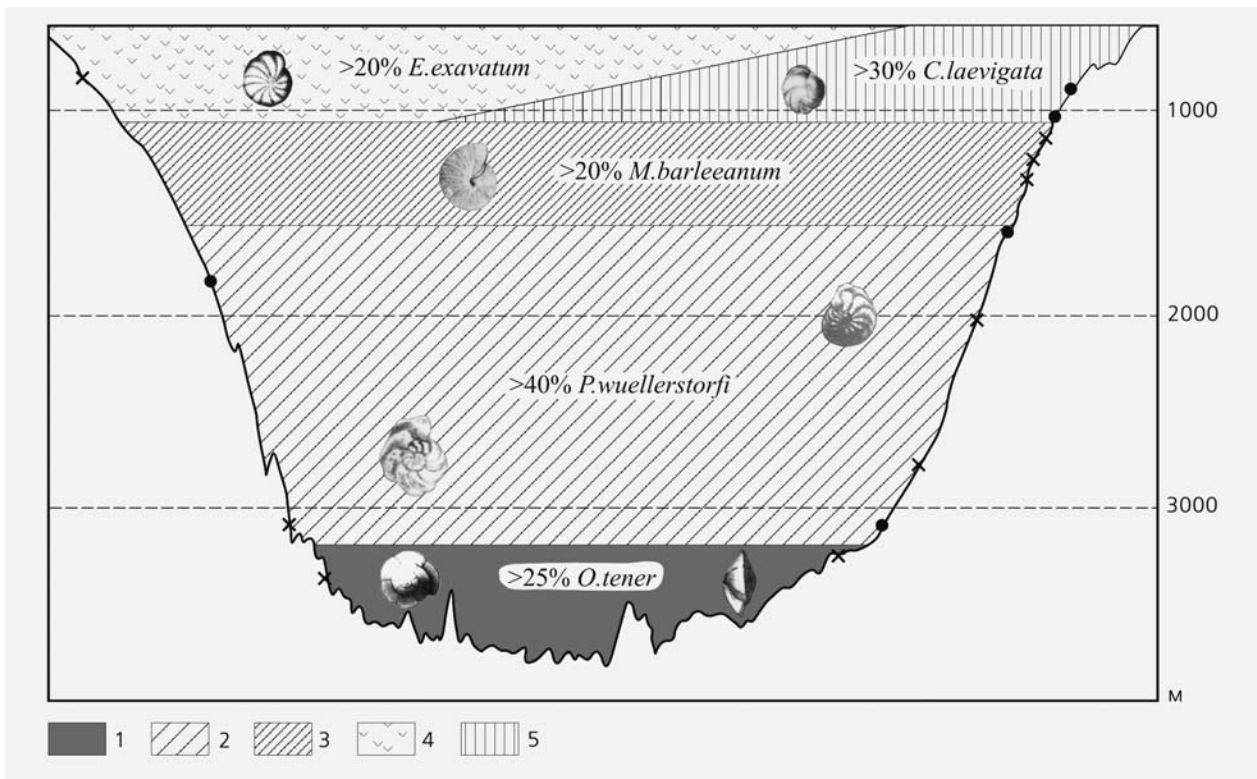 >20% E.exavatum
>30% C.laevigata
1000
>20% M.barleeanum
2000
>40% P.wuellerstorfi
3000
>25% O.tener
м
1
2
3
4
5